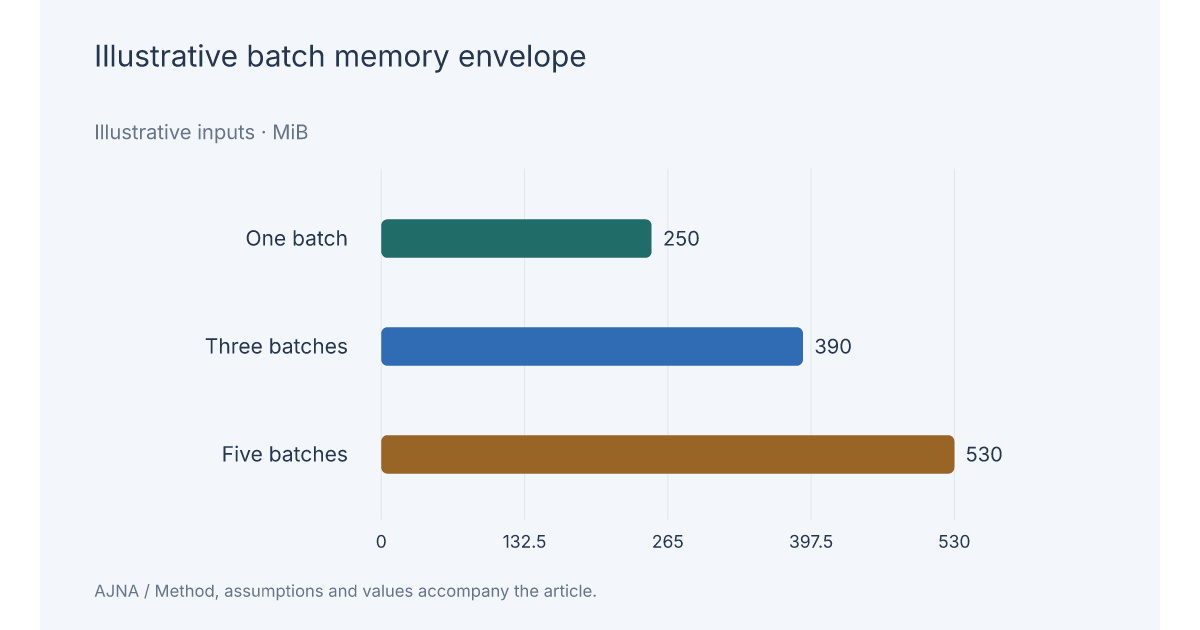 Illustrative batch memory envelope
Illustrative inputs · MiB
One batch 250
Three batches 390
Five batches 530
0 132.5 265 397.5 530
AJNA / Method, assumptions and values accompany the article.